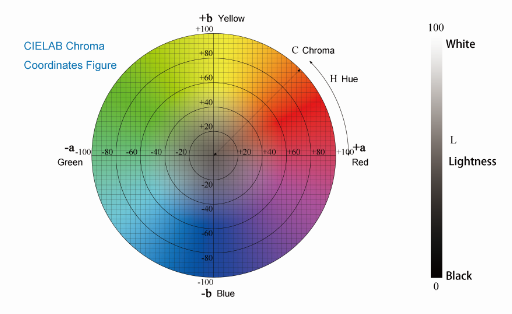 +b Yellow
+100
100
CIELAB Chroma
Coordinates Figure
White
C Chroma
+80
H Hue
+60
+40
+20
L
-a -100 -80 -60 -40 -20 +20 +40 +60 +80 +100 +a
Green
Red
Lightness
-20
-40
-60
-80
-100
-b Blue
Black
0